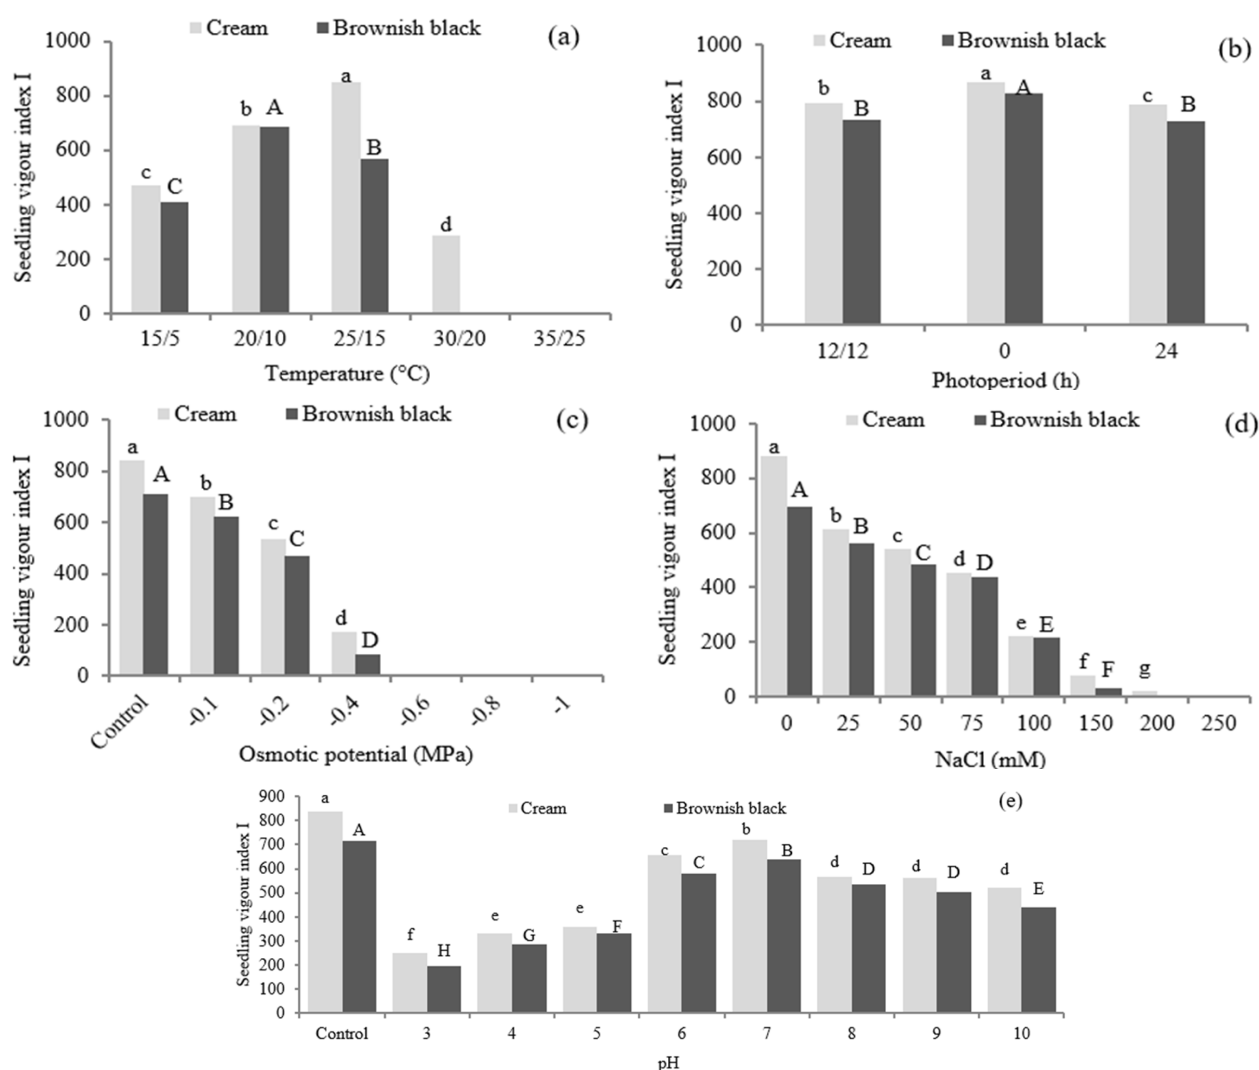 Cream Brownish black (a)
Seedling vigour index I
1000
800
600
400
200
0
c C b A a B d
15/5 20/10 25/15 30/20 35/25
Temperature (°C)
Cream Brownish black (b)
Seedling vigour index I
1000
800
600
400
200
0
b B a A c B
12/12 0 24
Photoperiod (h)
Cream Brownish black (c)
Seedling vigour index I
1000
800
600
400
200
0
a A b B c C d D
Control -0.1 -0.2 -0.4 -0.6 -0.8 -1
Osmotic potential (MPa)
Cream Brownish black (d)
Seedling vigour index I
1000
800
600
400
200
0
a A b B c C d D e E f F g
0 25 50 75 100 150 200 250
NaCl (mM)
Cream Brownish black (e)
Seedling vigour index I
900
800
700
600
500
400
300
200
100
0
a A f H e G e F c C b B d D d D d E
Control 3 4 5 6 7 8 9 10
pH